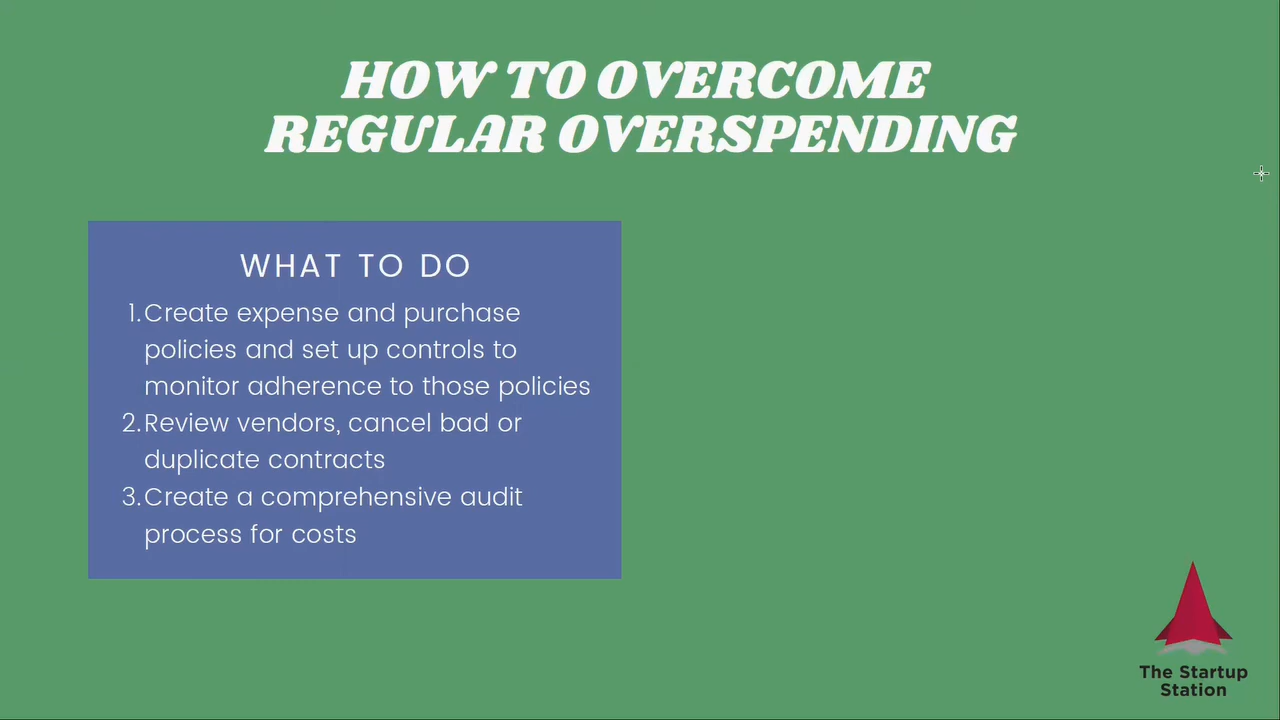 HOW TO OVERCOME
REGULAR OVERSPENDING
WHAT TO DO
1. Create expense and purchase
policies and set up controls to
monitor adherence to those policies
2. Review vendors, cancel bad or
duplicate contracts
3. Create a comprehensive audit
process for costs
The Startup
Station